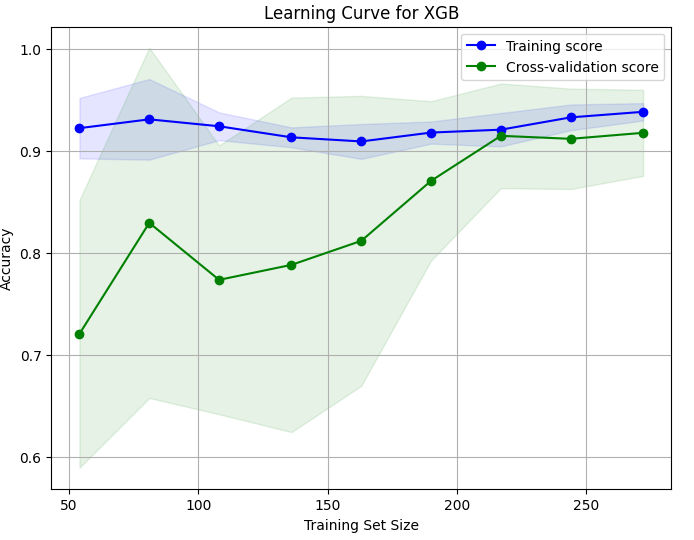 Learning Curve for XGB
Training score
Cross-validation score
1.0
0.9
0.8
0.7
0.6
Accuracy
50
100
150
200
250
Training Set Size